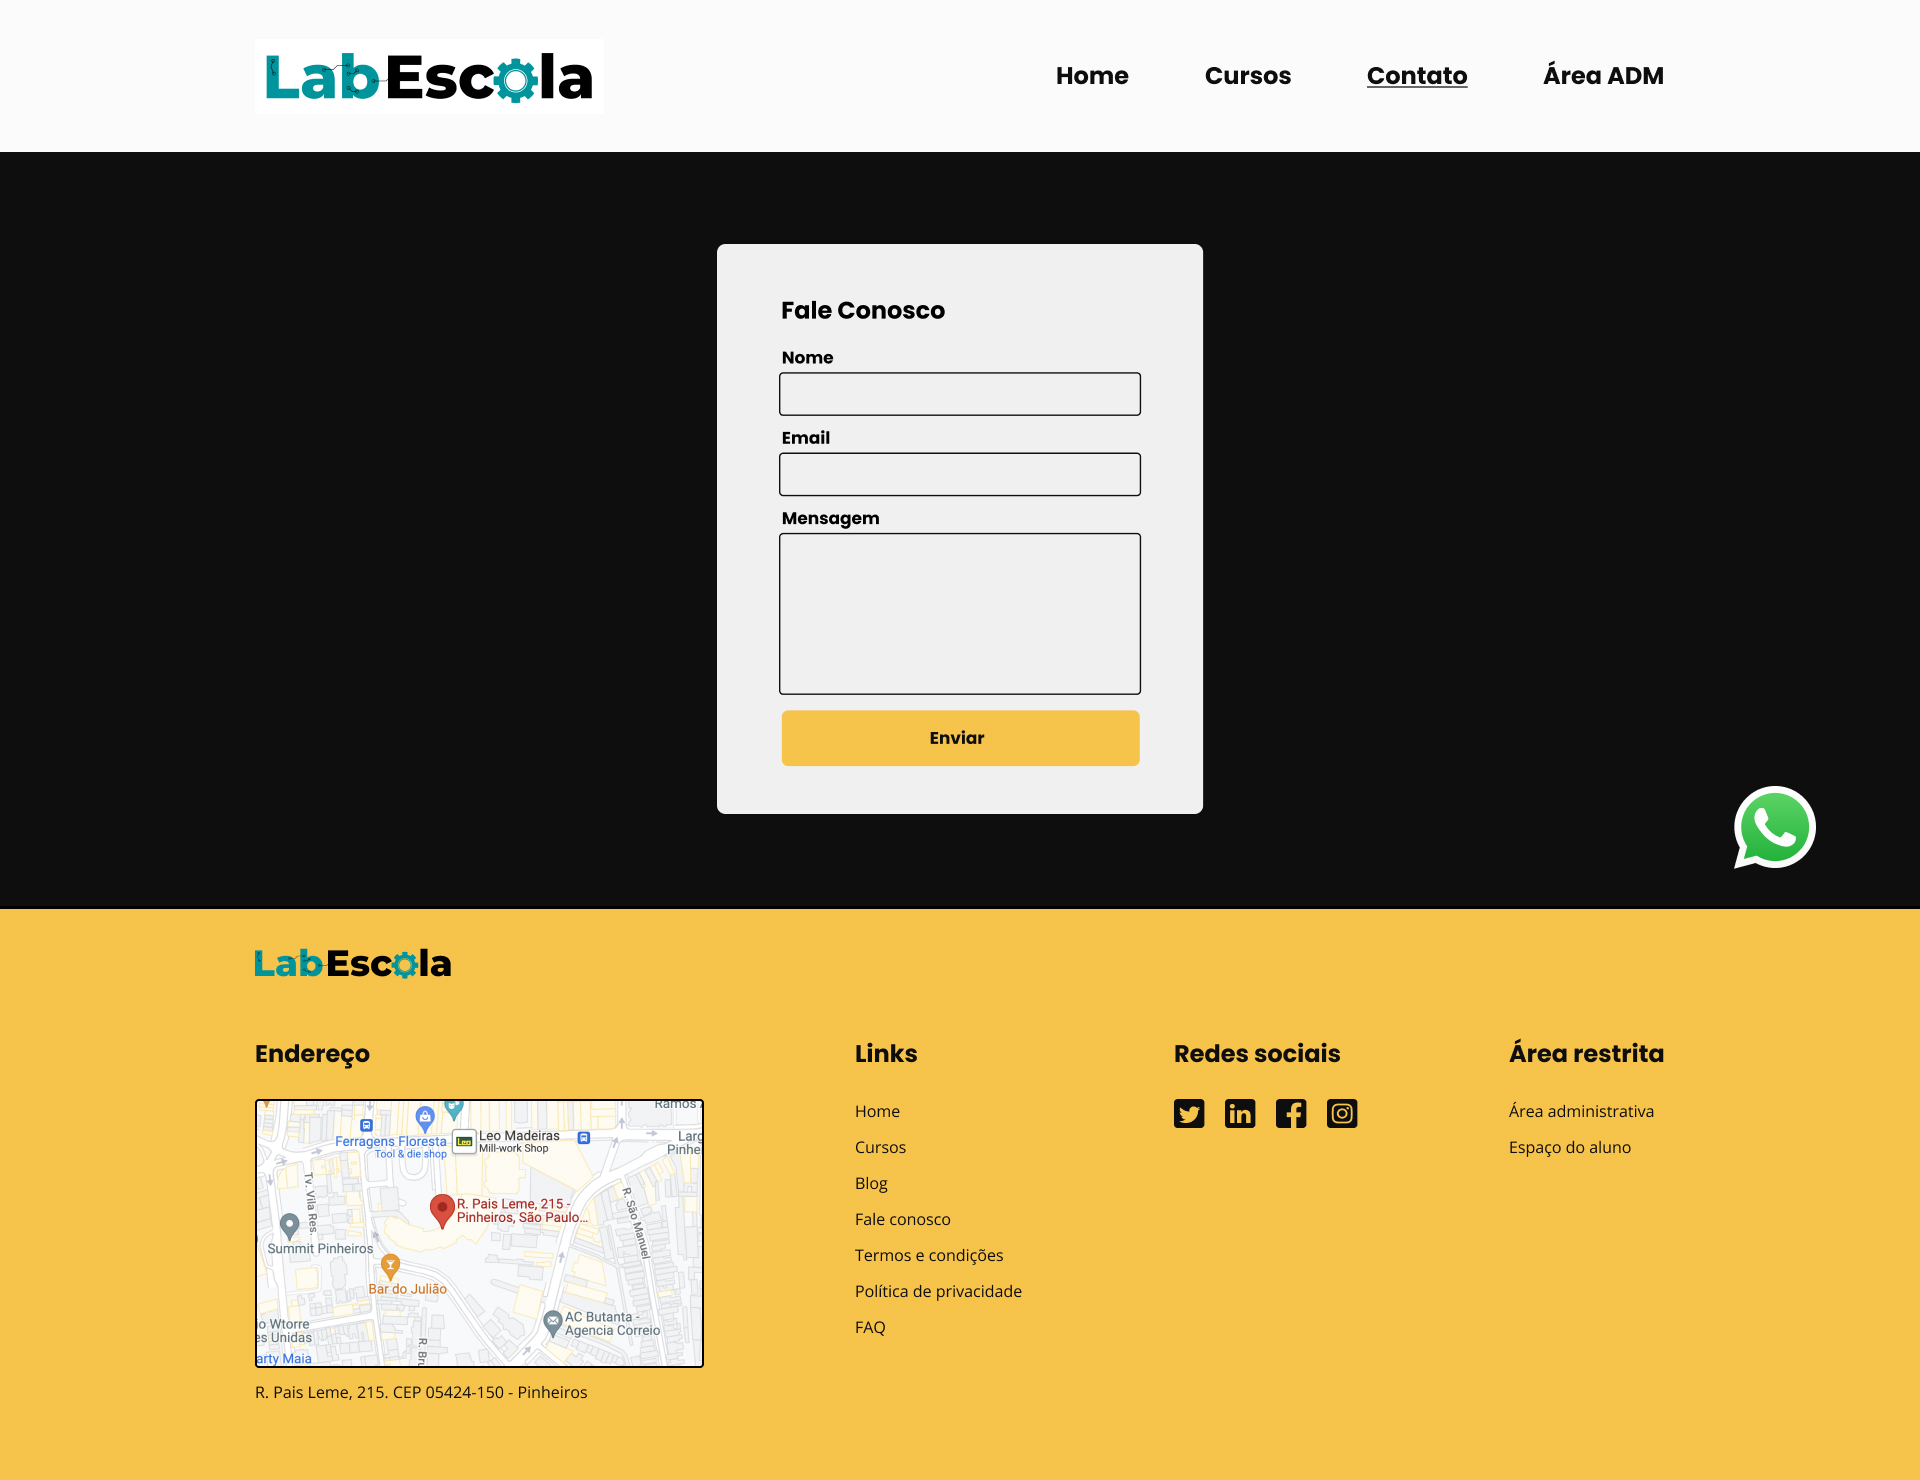 LabEscola
Home
Cursos
Contato
Área ADM
Fale Conosco
Nome
Email
Mensagem
Enviar
LabEscola
Endereço
Ramos
Ferragens Floresta
Tool & die shop
Leo
Leo Madeiras
Mill-work Shop
Larg
Pinhe
Tv. Vila Res.
R. Pais Leme, 215 -
Pinheiros, São Paulo...
R. São Manuel
Summit Pinheiros
Bar do Julião
AC Butanta -
Agencia Correio
o Wtorre
es Unidas
R. Bru
arty Maia
R. Pais Leme, 215. CEP 05424-150 - Pinheiros
Links
Home
Cursos
Blog
Fale conosco
Termos e condições
Política de privacidade
FAQ
Redes sociais
Área restrita
Área administrativa
Espaço do aluno